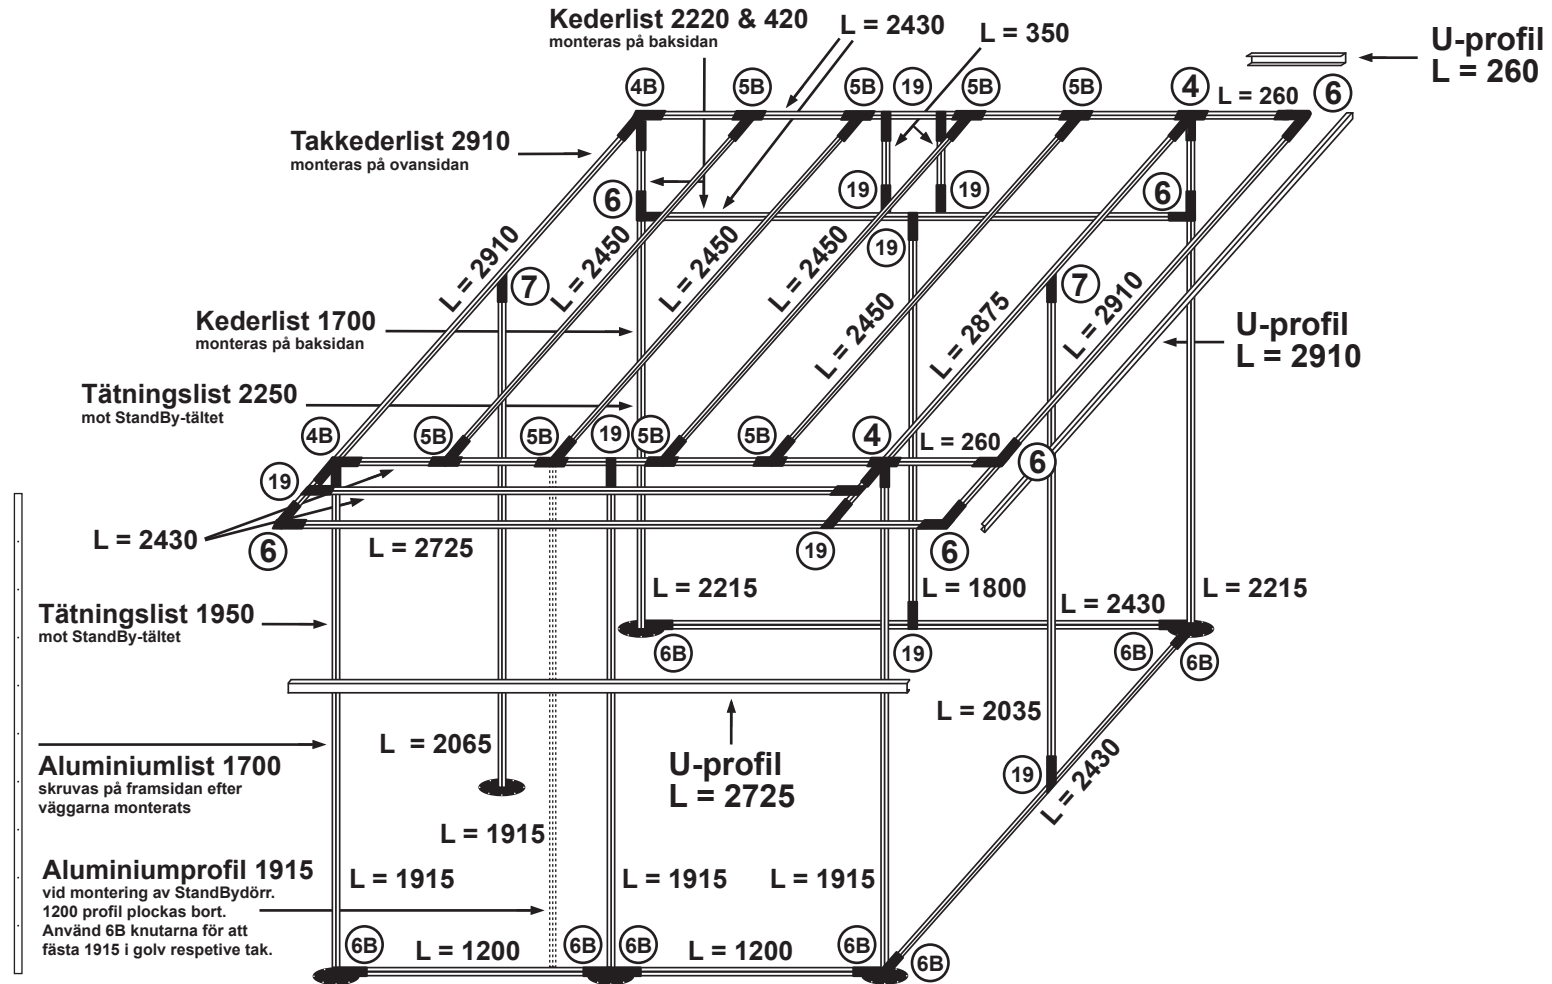 Kederlist 2220 & 420
monteras på baksidan
L = 2430
L = 350
U-profil
L = 260
4B
5B
5B
19
5B
5B
4
L = 260
6
Takkederlist 2910
monteras på ovansidan
6
19
19
6
19
L = 2910
7
L = 2450
L = 2450
L = 2450
L = 2450
L = 2875
7
L = 2910
Kederlist 1700
monteras på baksidan
U-profil
L = 2910
Tätningslist 2250
mot StandBy-tältet
4B
5B
5B
19
5B
5B
4
L = 260
6
19
L = 2430
6
L = 2725
19
6
L = 2215
L = 1800
L = 2430
L = 2215
Tätningslist 1950
mot StandBy-tältet
6B
19
6B
6B
L = 2065
L = 2035
Aluminiumlist 1700
skruvas på framsidan efter
väggarna monterats
U-profil
L = 2725
19
L = 2430
L = 1915
Aluminiumprofil 1915
vid montering av StandBydörr.
1200 profil plockas bort.
Använd 6B knutarna för att
fästa 1915 i golv respetive tak.
L = 1915
L = 1915
L = 1915
6B
L = 1200
6B
6B
L = 1200
6B
6B